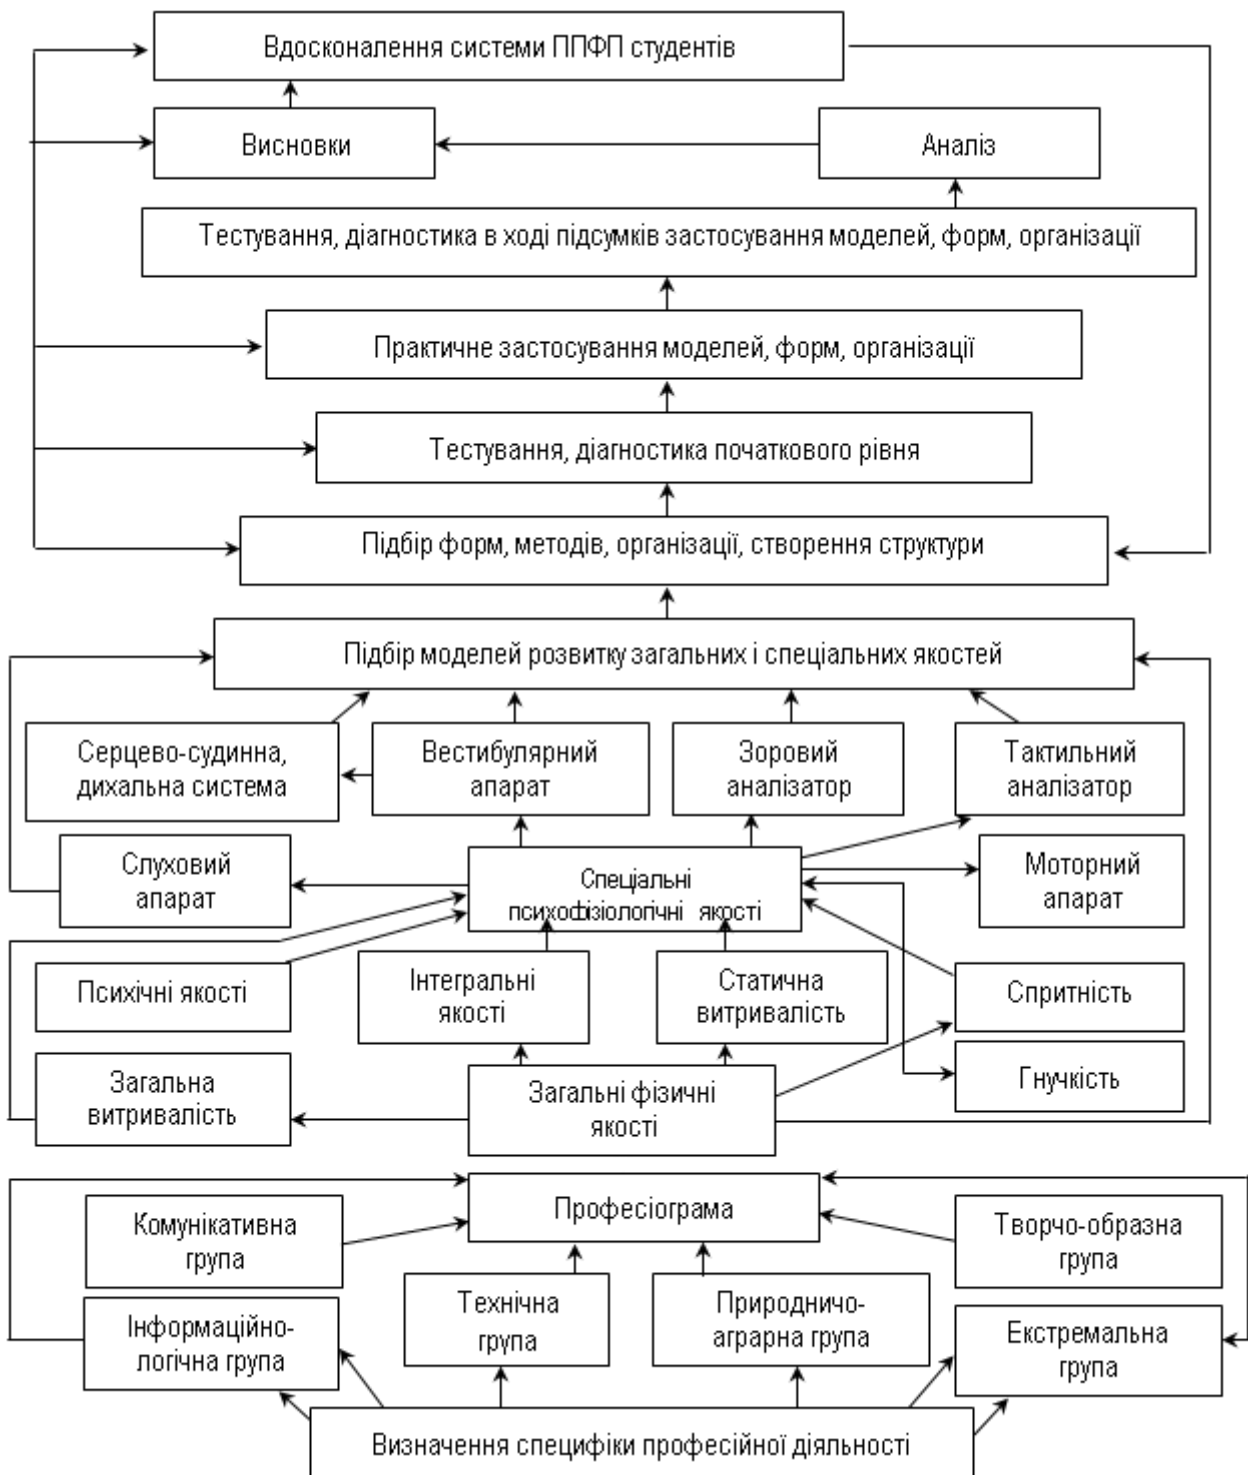 Вдосконалення системи ППФП студентів
Висновки
Аналіз
Тестування, діагностика в ході підсумків застосування моделей, форм, організації
Практичне застосування моделей, форм, організації
Тестування, діагностика початкового рівня
Підбір форм, методів, організації, створення структури
Підбір моделей розвитку загальних і спеціальних якостей
Серцево-судинна,
дихальна система
Вестибулярний
апарат
Зоровий
аналізатор
Тактильний
аналізатор
Слуховий
апарат
Спеціальні
психофізіологічні якості
Моторний
апарат
Психічні якості
Інтегральні
якості
Статична
витривалість
Спритність
Загальна
витривалість
Загальні фізичні
якості
Гнучкість
Комунікативна
група
Професіограма
Творчо-образна
група
Інформаційно-
логічна група
Технічна
група
Природничо-
аграрна група
Екстремальна
група
Визначення специфіки професійної діяльності